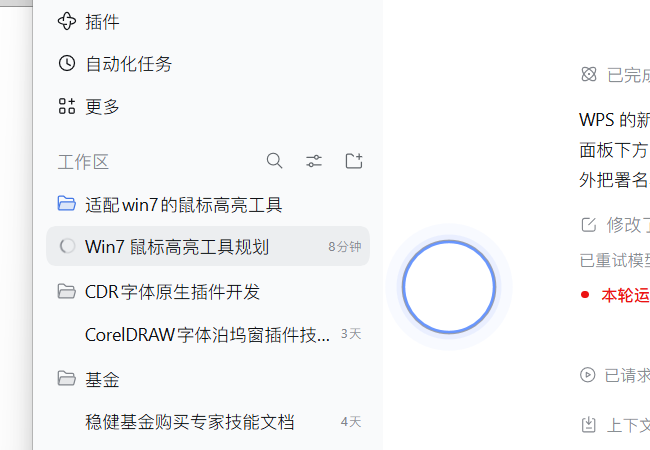 插件
自动化任务
更多
工作区
适配win7的鼠标高亮工具
Win7 鼠标高亮工具规划 8分钟
CDR字体原生插件开发
CorelDRAW字体泊坞窗插件技... 3天
基金
稳健基金购买专家技能文档 4天
已完成
WPS 的新
面板下方
外把署名
修改了
已重试模型
本轮运
已请求
上下文